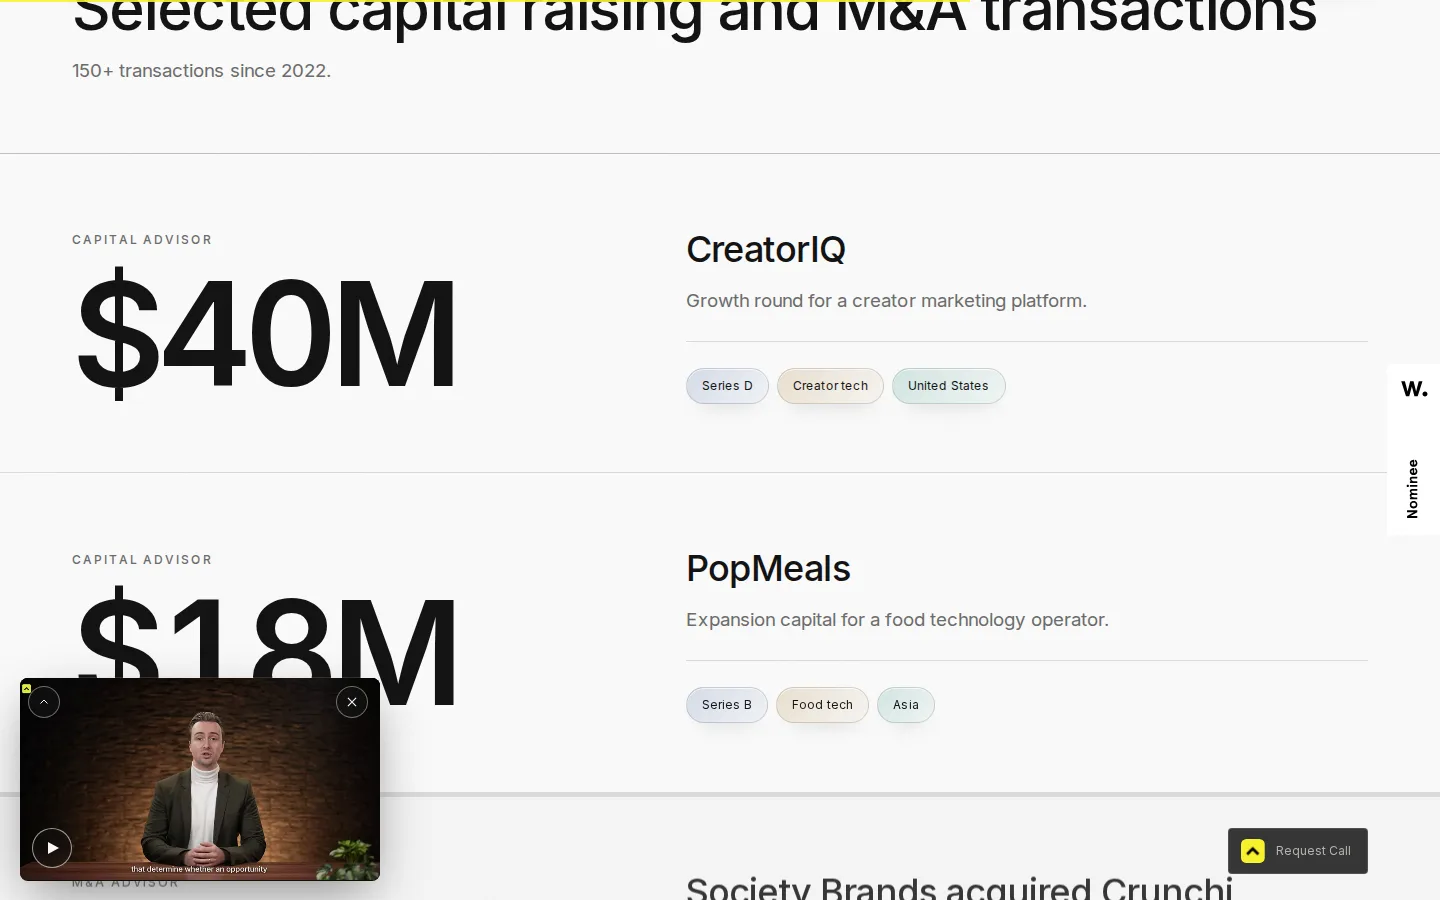 Selected capital raising and M&A transactions
150+ transactions since 2022.
CAPITAL ADVISOR
$40M
CreatorIQ
Growth round for a creator marketing platform.
Series D
Creator tech
United States
W.
Nominee
CAPITAL ADVISOR
$18M
PopMeals
Expansion capital for a food technology operator.
Series B
Food tech
Asia
that determine whether an opportunity
M&A ADVISOR
Society Brands acquired Crunchi
Request Call